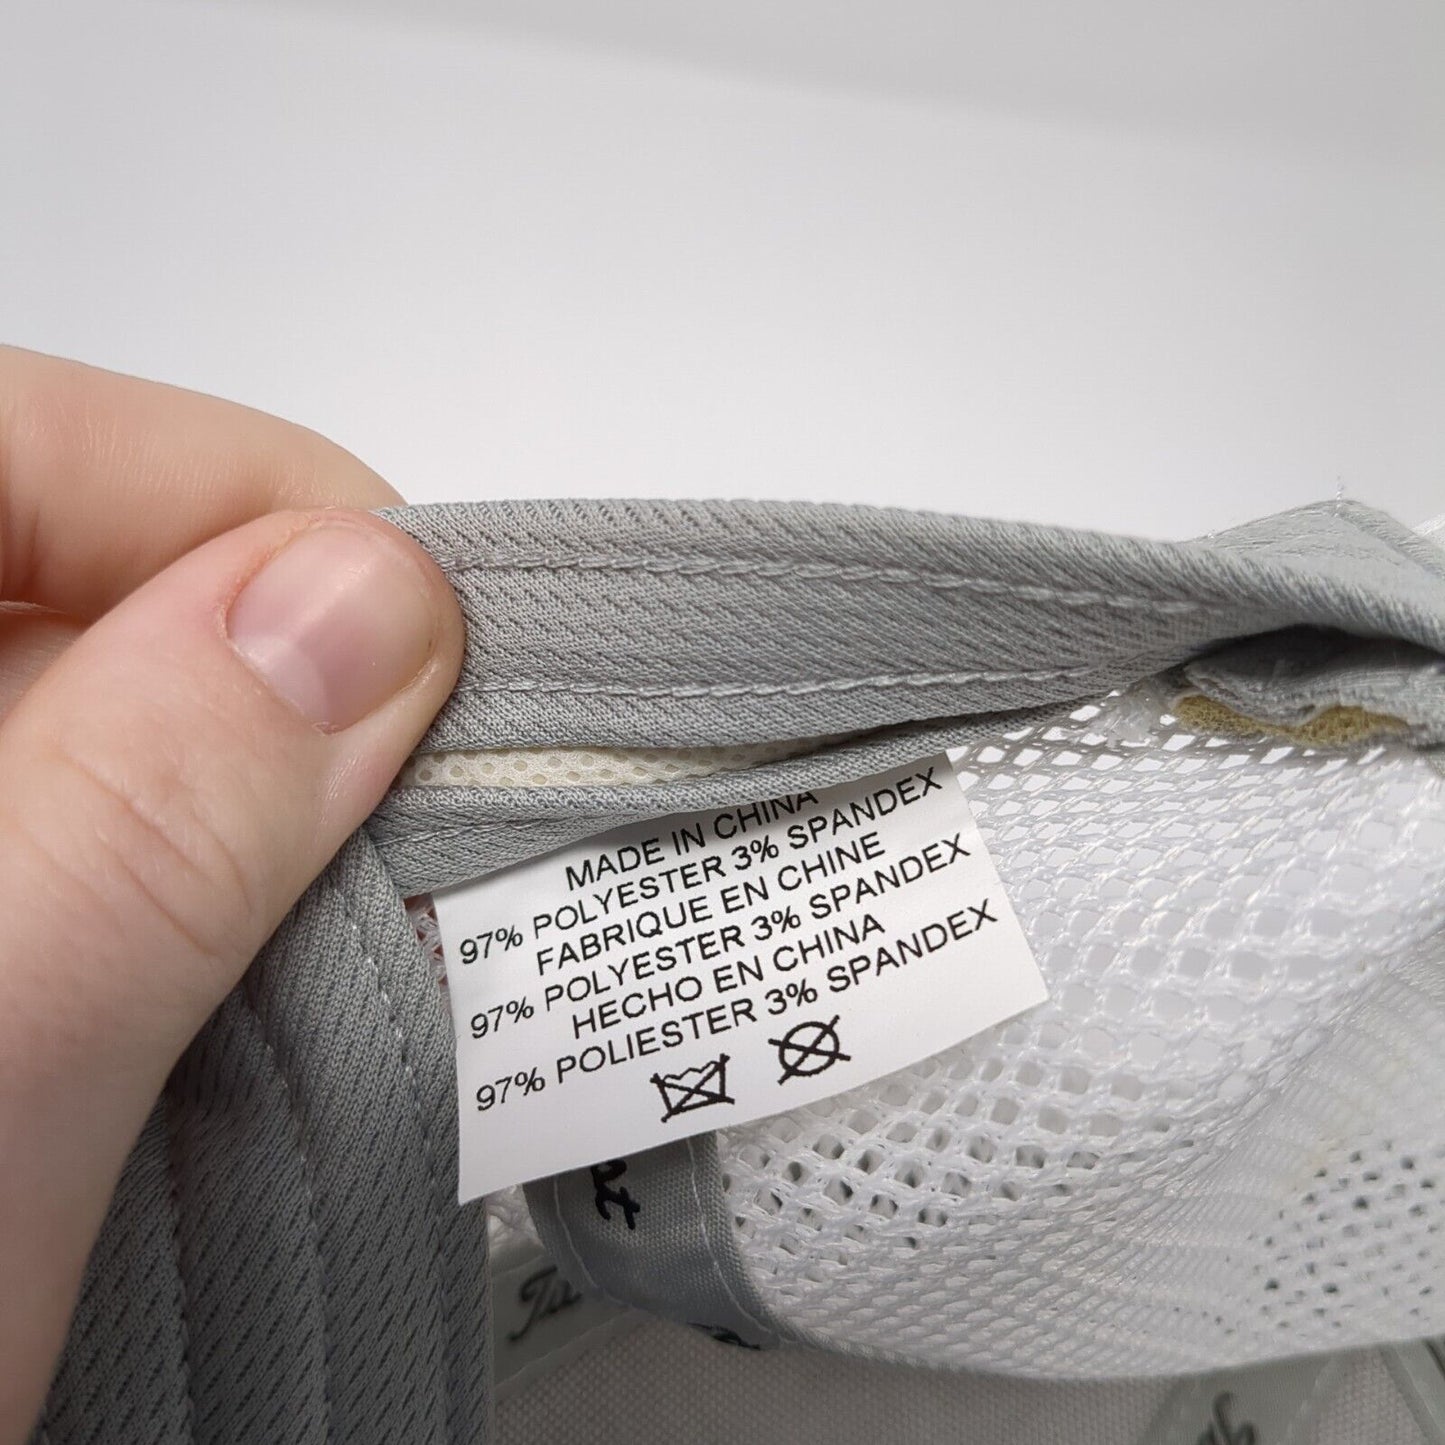 MADE IN CHINA
97% POLYESTER 3% SPANDEX
FABRIQUE EN CHINE
97% POLYESTER 3% SPANDEX
HECHO EN CHINA
97% POLIESTER 3% SPANDEX